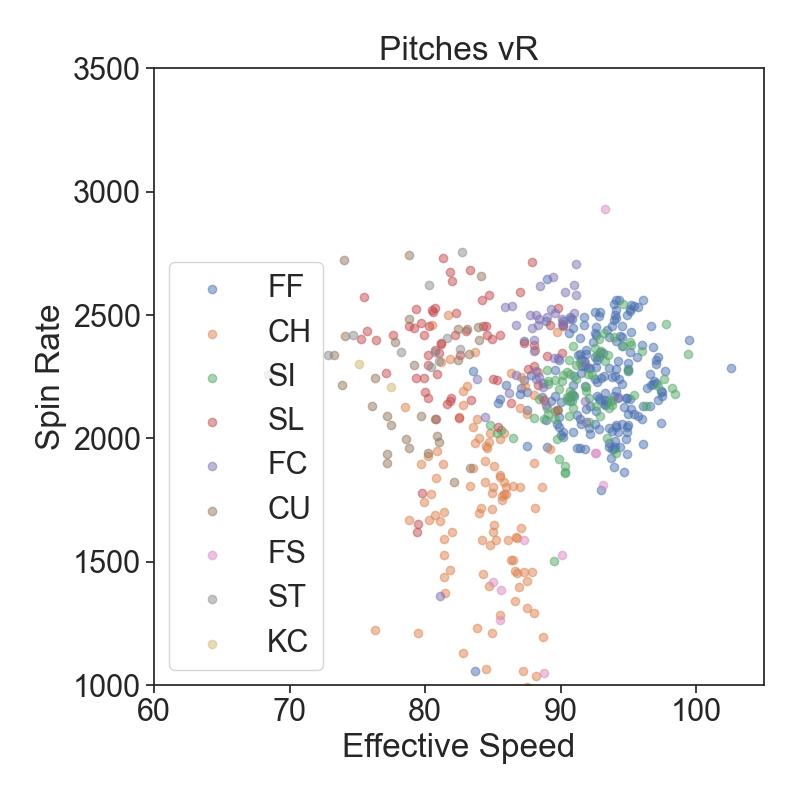 Pitches vR
3500
3000
2500
2000
1500
1000
Spin Rate
FF
CH
SI
SL
FC
CU
FS
ST
KC
60 70 80 90 100
Effective Speed